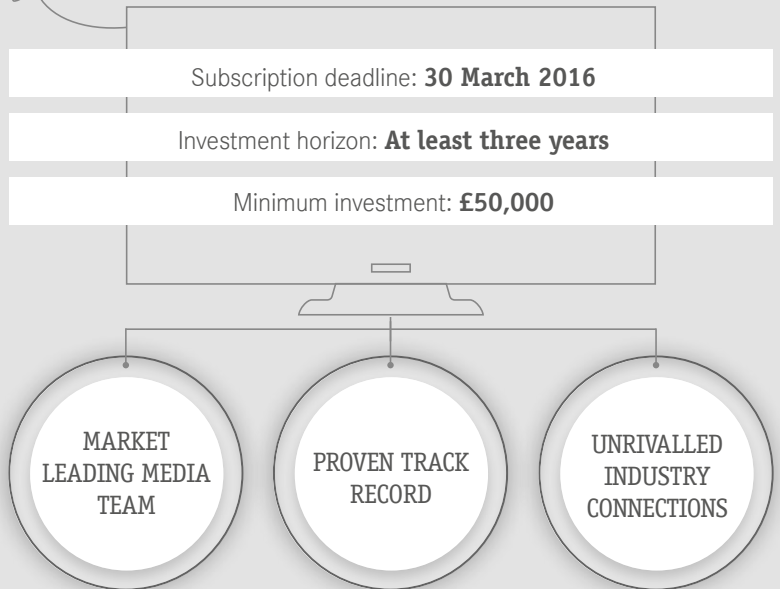 Subscription deadline: 30 March 2016
Investment horizon: At least three years
Minimum investment: £50,000
MARKET
LEADING MEDIA
TEAM
PROVEN TRACK
RECORD
UNRIVALLED
INDUSTRY
CONNECTIONS